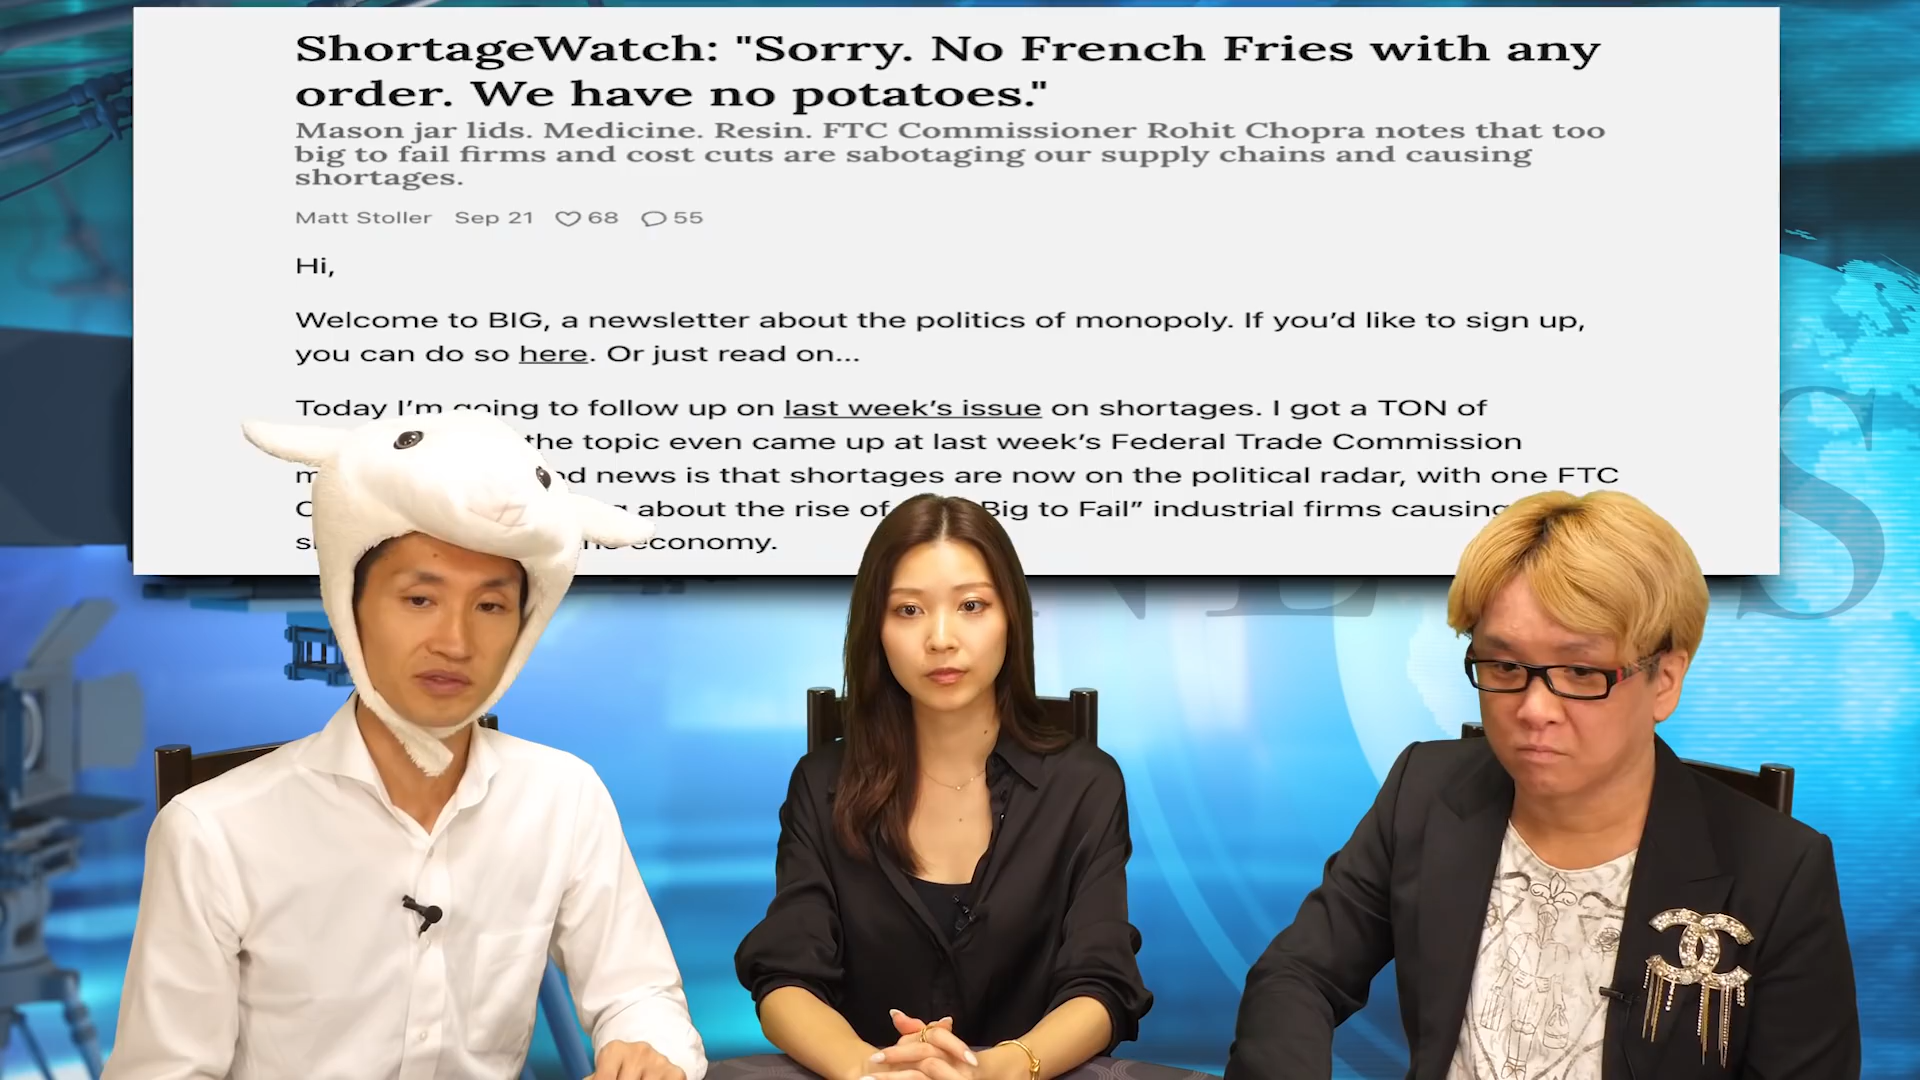 ShortageWatch: "Sorry. No French Fries with any
order. We have no potatoes."
Mason jar lids. Medicine. Resin. FTC Commissioner Rohit Chopra notes that too
big to fail firms and cost cuts are sabotaging our supply chains and causing
shortages.
Matt Stoller Sep 21 68 55
Hi,
Welcome to BIG, a newsletter about the politics of monopoly. If you’d like to sign up,
you can do so here. Or just read on...
Today I’m going to follow up on last week’s issue on shortages. I got a TON of
the topic even came up at last week’s Federal Trade Commission
news is that shortages are now on the political radar, with one FTC
about the rise of Big to Fail” industrial firms causing
economy.